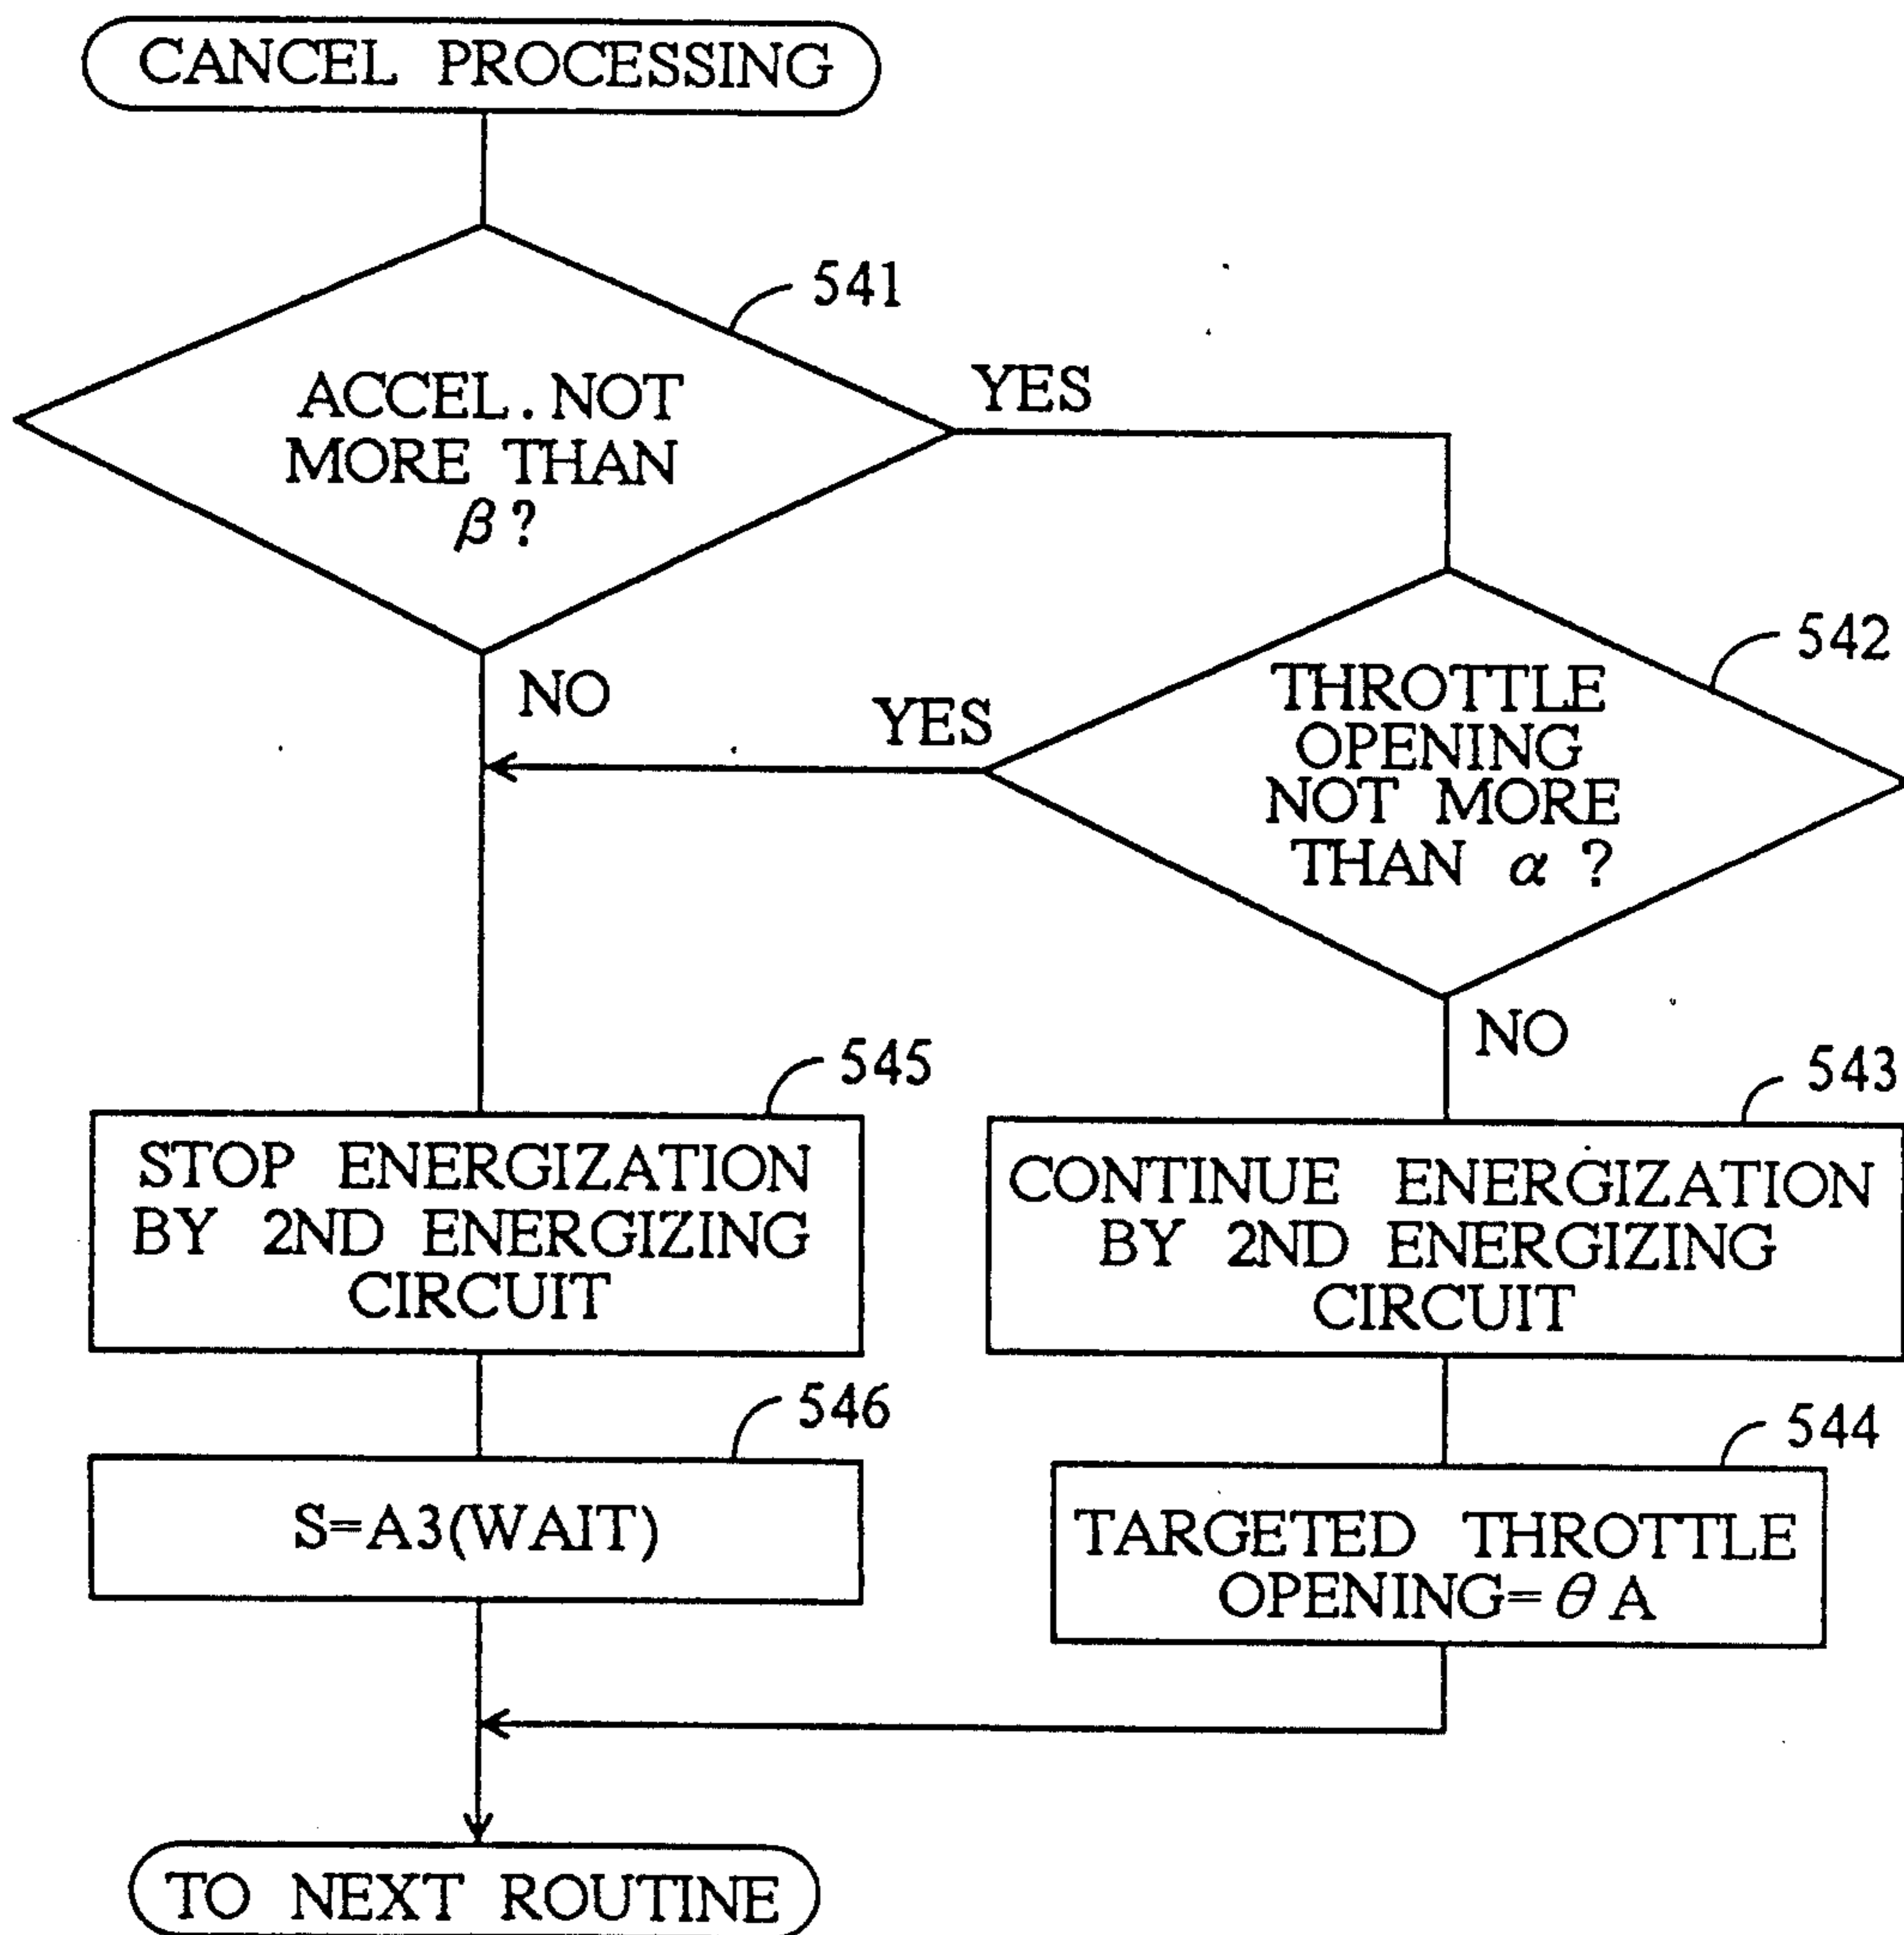 CANCEL PROCESSING
541
ACCEL.NOT
MORE THAN
β?
YES
NO
542
THROTTLE
OPENING
NOT MORE
THAN α ?
YES
NO
545
STOP ENERGIZATION
BY 2ND ENERGIZING
CIRCUIT
543
CONTINUE ENERGIZATION
BY 2ND ENERGIZING
CIRCUIT
546
S=A3(WAIT)
544
TARGETED THROTTLE
OPENING=θ A
TO NEXT ROUTINE